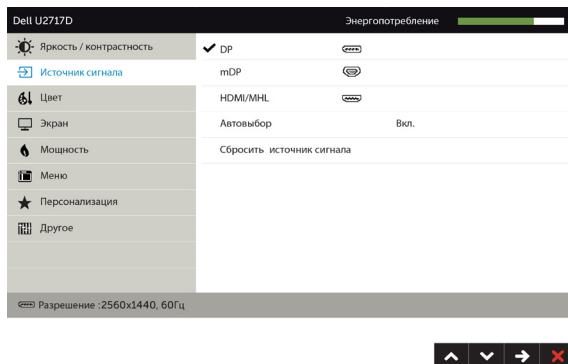 Dell U2717D Энергопотребление
Яркость / контрастность
Источник сигнала
Цвет
Экран
Мощность
Меню
Персонализация
Другое
DP
mDP
HDMI/MHL
Автовыбор Вкл.
Сбросить источник сигнала
Разрешение :2560x1440, 60Гц